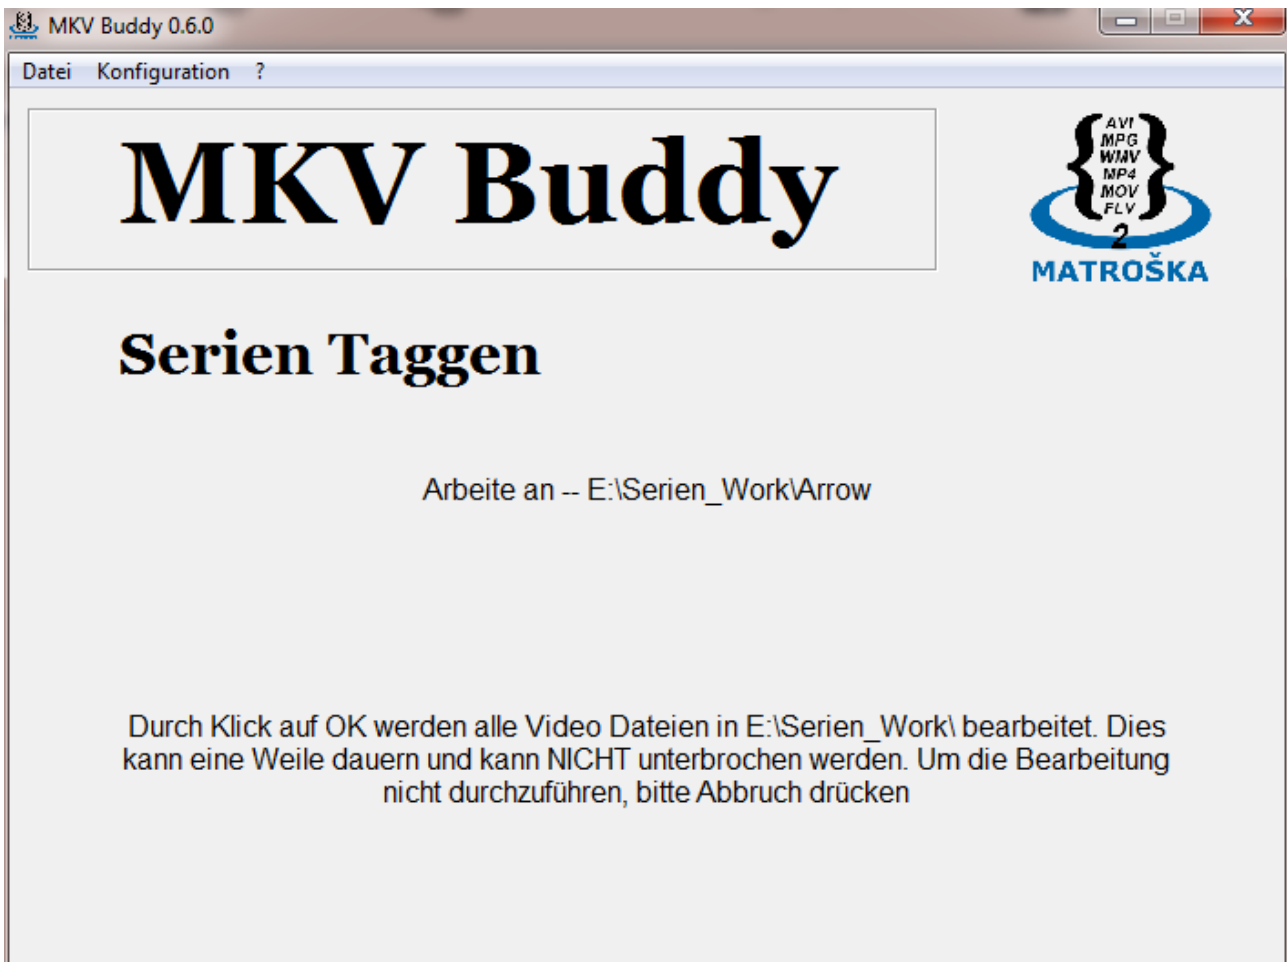 MKV Buddy 0.6.0
Datei Konfiguration ?
MKV Buddy
AVI
MPG
WMV
MP4
MOV
FLV
2
MATROŠKA
Serien Taggen
Arbeite an -- E:\Serien_Work\Arrow
Durch Klick auf OK werden alle Video Dateien in E:\Serien_Work\ bearbeitet. Dies
kann eine Weile dauern und kann NICHT unterbrochen werden. Um die Bearbeitung
nicht durchzuführen, bitte Abbruch drücken